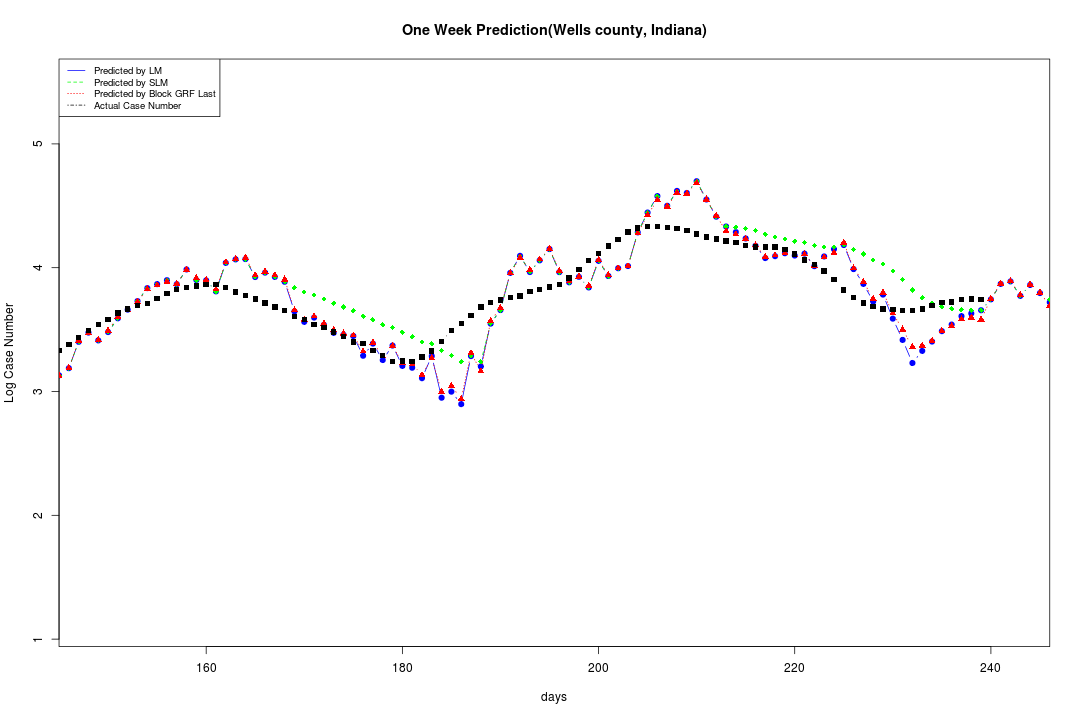 One Week Prediction(Wells county, Indiana)
Predicted by LM
Predicted by SLM
Predicted by Block GRF Last
Actual Case Number
5
4
3
2
1
Log Case Number
160 180 200 220 240
days